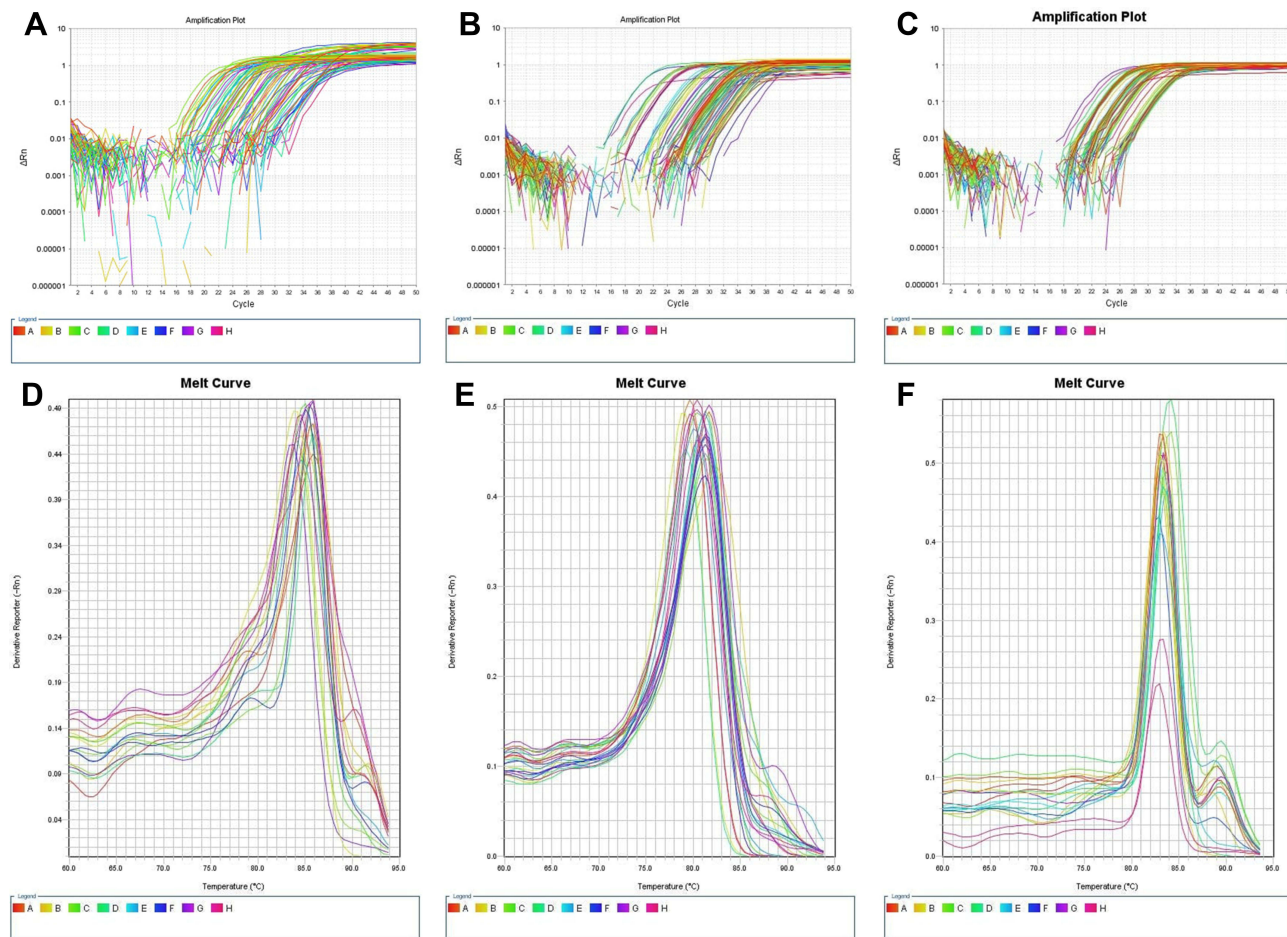 A
Amplification Plot
10
1
0.1
0.01
0.001
0.0001
0.00001
0.000001
ΔRn
2 4 6 8 10 12 14 16 18 20 22 24 26 28 30 32 34 36 38 40 42 44 46 48 50
Cycle
Legend
A B C D E F G H
B
Amplification Plot
10
1
0.1
0.01
0.001
0.0001
0.00001
0.000001
ΔRn
2 4 6 8 10 12 14 16 18 20 22 24 26 28 30 32 34 36 38 40 42 44 46 48 50
Cycle
Legend
A B C D E F G H
C
Amplification Plot
10
1
0.1
0.01
0.001
0.0001
0.00001
0.000001
ΔRn
2 4 6 8 10 12 14 16 18 20 22 24 26 28 30 32 34 36 38 40 42 44 46 48
Cycle
Legend
A B C D E F G H
D
Melt Curve
0.49
0.44
0.39
0.34
0.29
0.24
0.19
0.14
0.09
0.04
Derivative Reporter (-Rn')
60.0 65.0 70.0 75.0 80.0 85.0 90.0 95.0
Temperature (°C)
Legend
A B C D E F G H
E
Melt Curve
0.5
0.4
0.3
0.2
0.1
0.0
Derivative Reporter (-Rn')
60.0 65.0 70.0 75.0 80.0 85.0 90.0 95.0
Temperature (°C)
Legend
A B C D E F G H
F
Melt Curve
0.5
0.4
0.3
0.2
0.1
0.0
Derivative Reporter (-Rn')
60.0 65.0 70.0 75.0 80.0 85.0 90.0 95.0
Temperature (°C)
Legend
A B C D E F G H